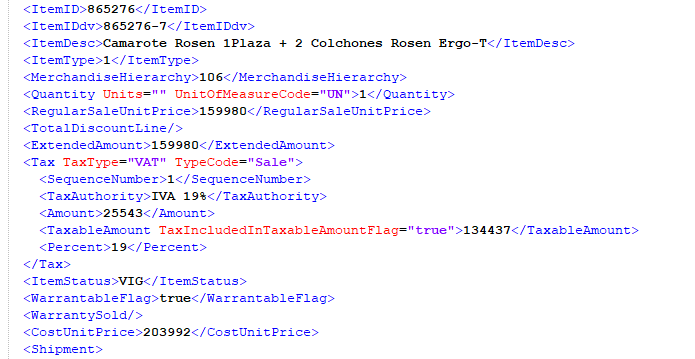 <ItemID>865276</ItemID>
<ItemIDdv>865276-7</ItemIDdv>
<ItemDesc>Camarote Rosen 1Plaza + 2 Colchones Rosen Ergo-T</ItemDesc>
<ItemType>1</ItemType>
<MerchandiseHierarchy>106</MerchandiseHierarchy>
<Quantity Units="" UnitOfMeasureCode="UN">1</Quantity>
<RegularSaleUnitPrice>159980</RegularSaleUnitPrice>
<TotalDiscountLine/>
<ExtendedAmount>159980</ExtendedAmount>
<Tax TaxType="VAT" TypeCode="Sale">
<SequenceNumber>1</SequenceNumber>
<TaxAuthority>IVA 19%</TaxAuthority>
<Amount>25543</Amount>
<TaxableAmount TaxIncludedInTaxableAmountFlag="true">134437</TaxableAmount>
<Percent>19</Percent>
</Tax>
<ItemStatus>VIG</ItemStatus>
<WarrantableFlag>true</WarrantableFlag>
<WarrantySold/>
<CostUnitPrice>203992</CostUnitPrice>
<Shipment>